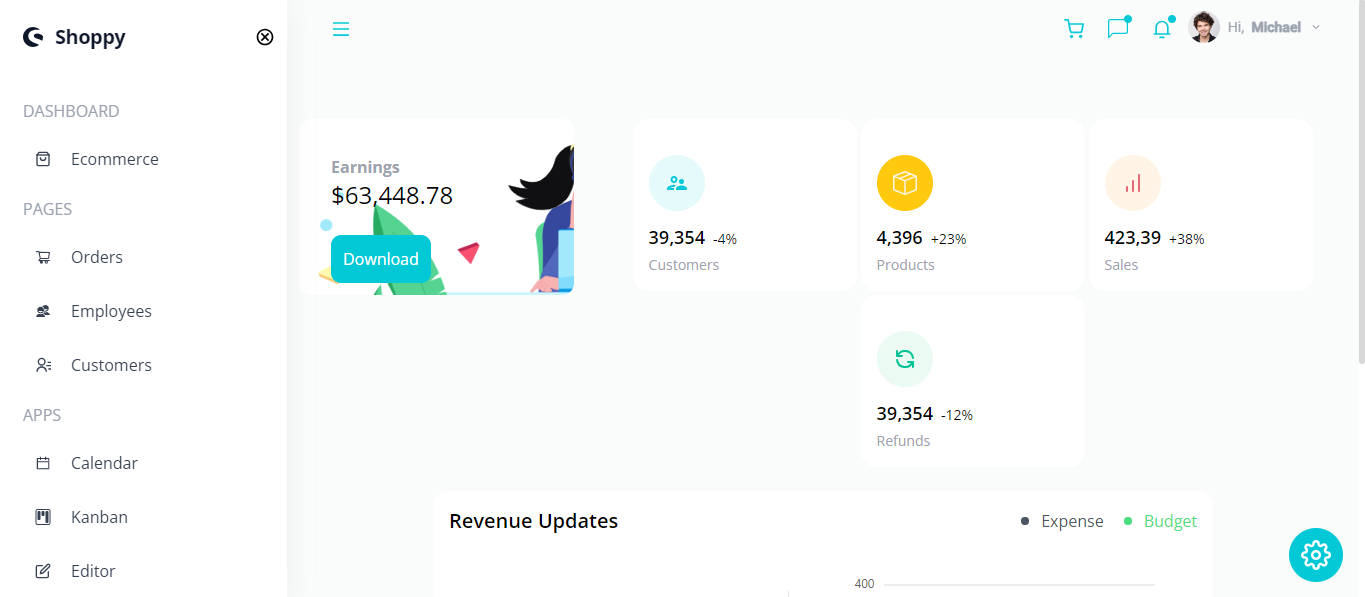 Shoppy
Hi, Michael
DASHBOARD
Ecommerce
PAGES
Orders
Employees
Customers
APPS
Calendar
Kanban
Editor
Earnings
$63,448.78
Download
39,354 -4%
Customers
4,396 +23%
Products
423,39 +38%
Sales
39,354 -12%
Refunds
Revenue Updates
Expense
Budget
400